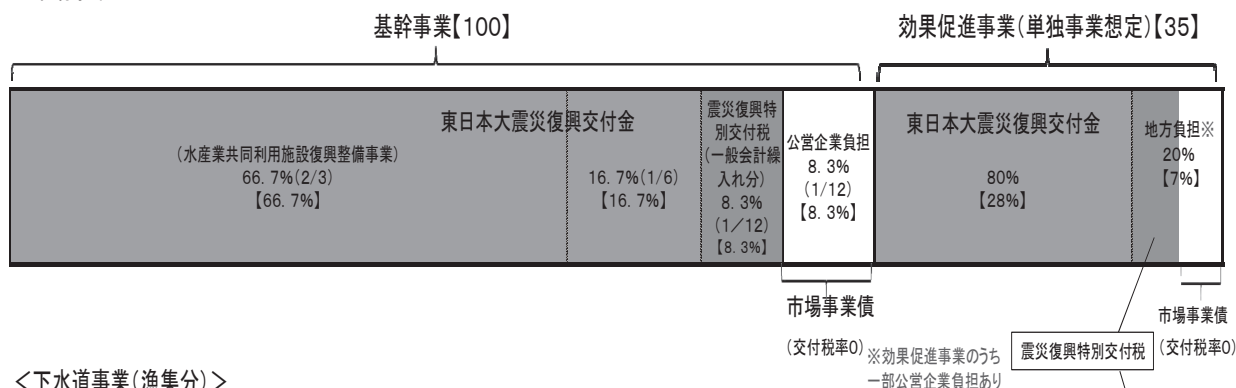 基幹事業【100】
効果促進事業(単独事業想定)【35】
東日本大震災復興交付金
(水産業共同利用施設復興整備事業)
66.7%(2/3)
【66.7%】
16.7%(1/6)
【16.7%】
震災復興特
別交付税
(一般会計繰
入れ分)
8.3%
(1/12)
【8.3%】
公営企業負担
8.3%
(1/12)
【8.3%】
東日本大震災復興交付金
80%
【28%】
地方負担※
20%
【7%】
市場事業債
(交付税率0)
※効果促進事業のうち
一部公営企業負担あり
震災復興特別交付税
市場事業債
(交付税率0)
<下水道事業(漁集分)>